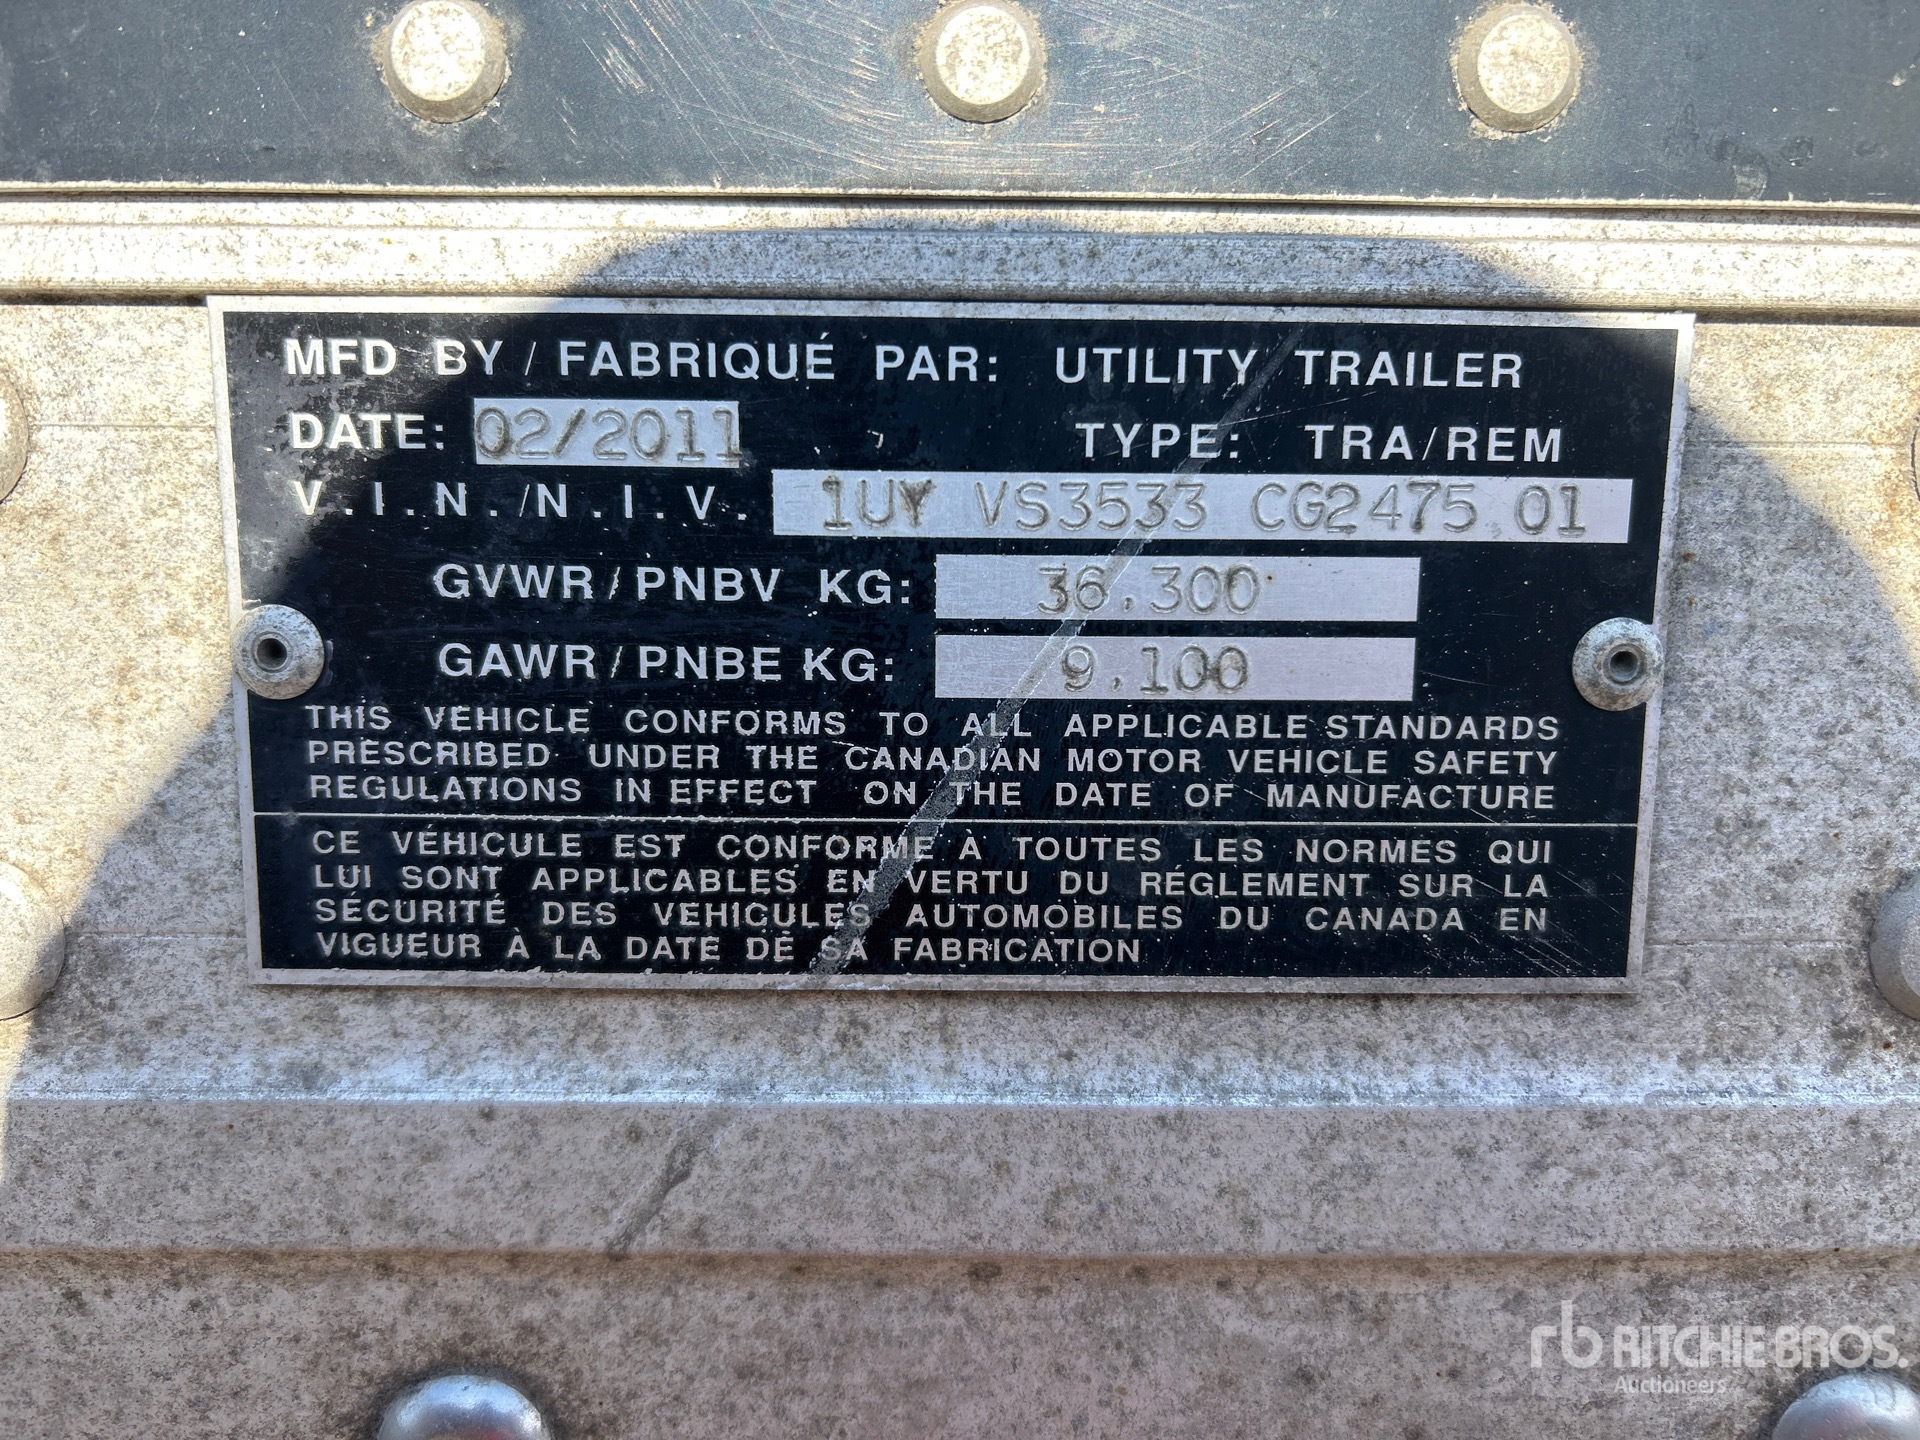 MFD BY / FABRIQUÉ PAR: UTILITY TRAILER
DATE: 02/2011 TYPE: TRA/REM
V.I.N./N.I.V. 1UY VS3533 CG2475 01
GVWR/PNBV KG: 36.300
GAWR/PNBE KG: 9.100
THIS VEHICLE CONFORMS TO ALL APPLICABLE STANDARDS
PRESCRIBED UNDER THE CANADIAN MOTOR VEHICLE SAFETY
REGULATIONS IN EFFECT ON THE DATE OF MANUFACTURE
CE VÉHICULE EST CONFORME À TOUTES LES NORMES QUI
LUI SONT APPLICABLES EN VERTU DU RÉGLEMENT SUR LA
SÉCURITÉ DES VEHICULES AUTOMOBILES DU CANADA EN
VIGUEUR À LA DATE DE SA FABRICATION
rb RITCHIE BROS.
Auctioneers